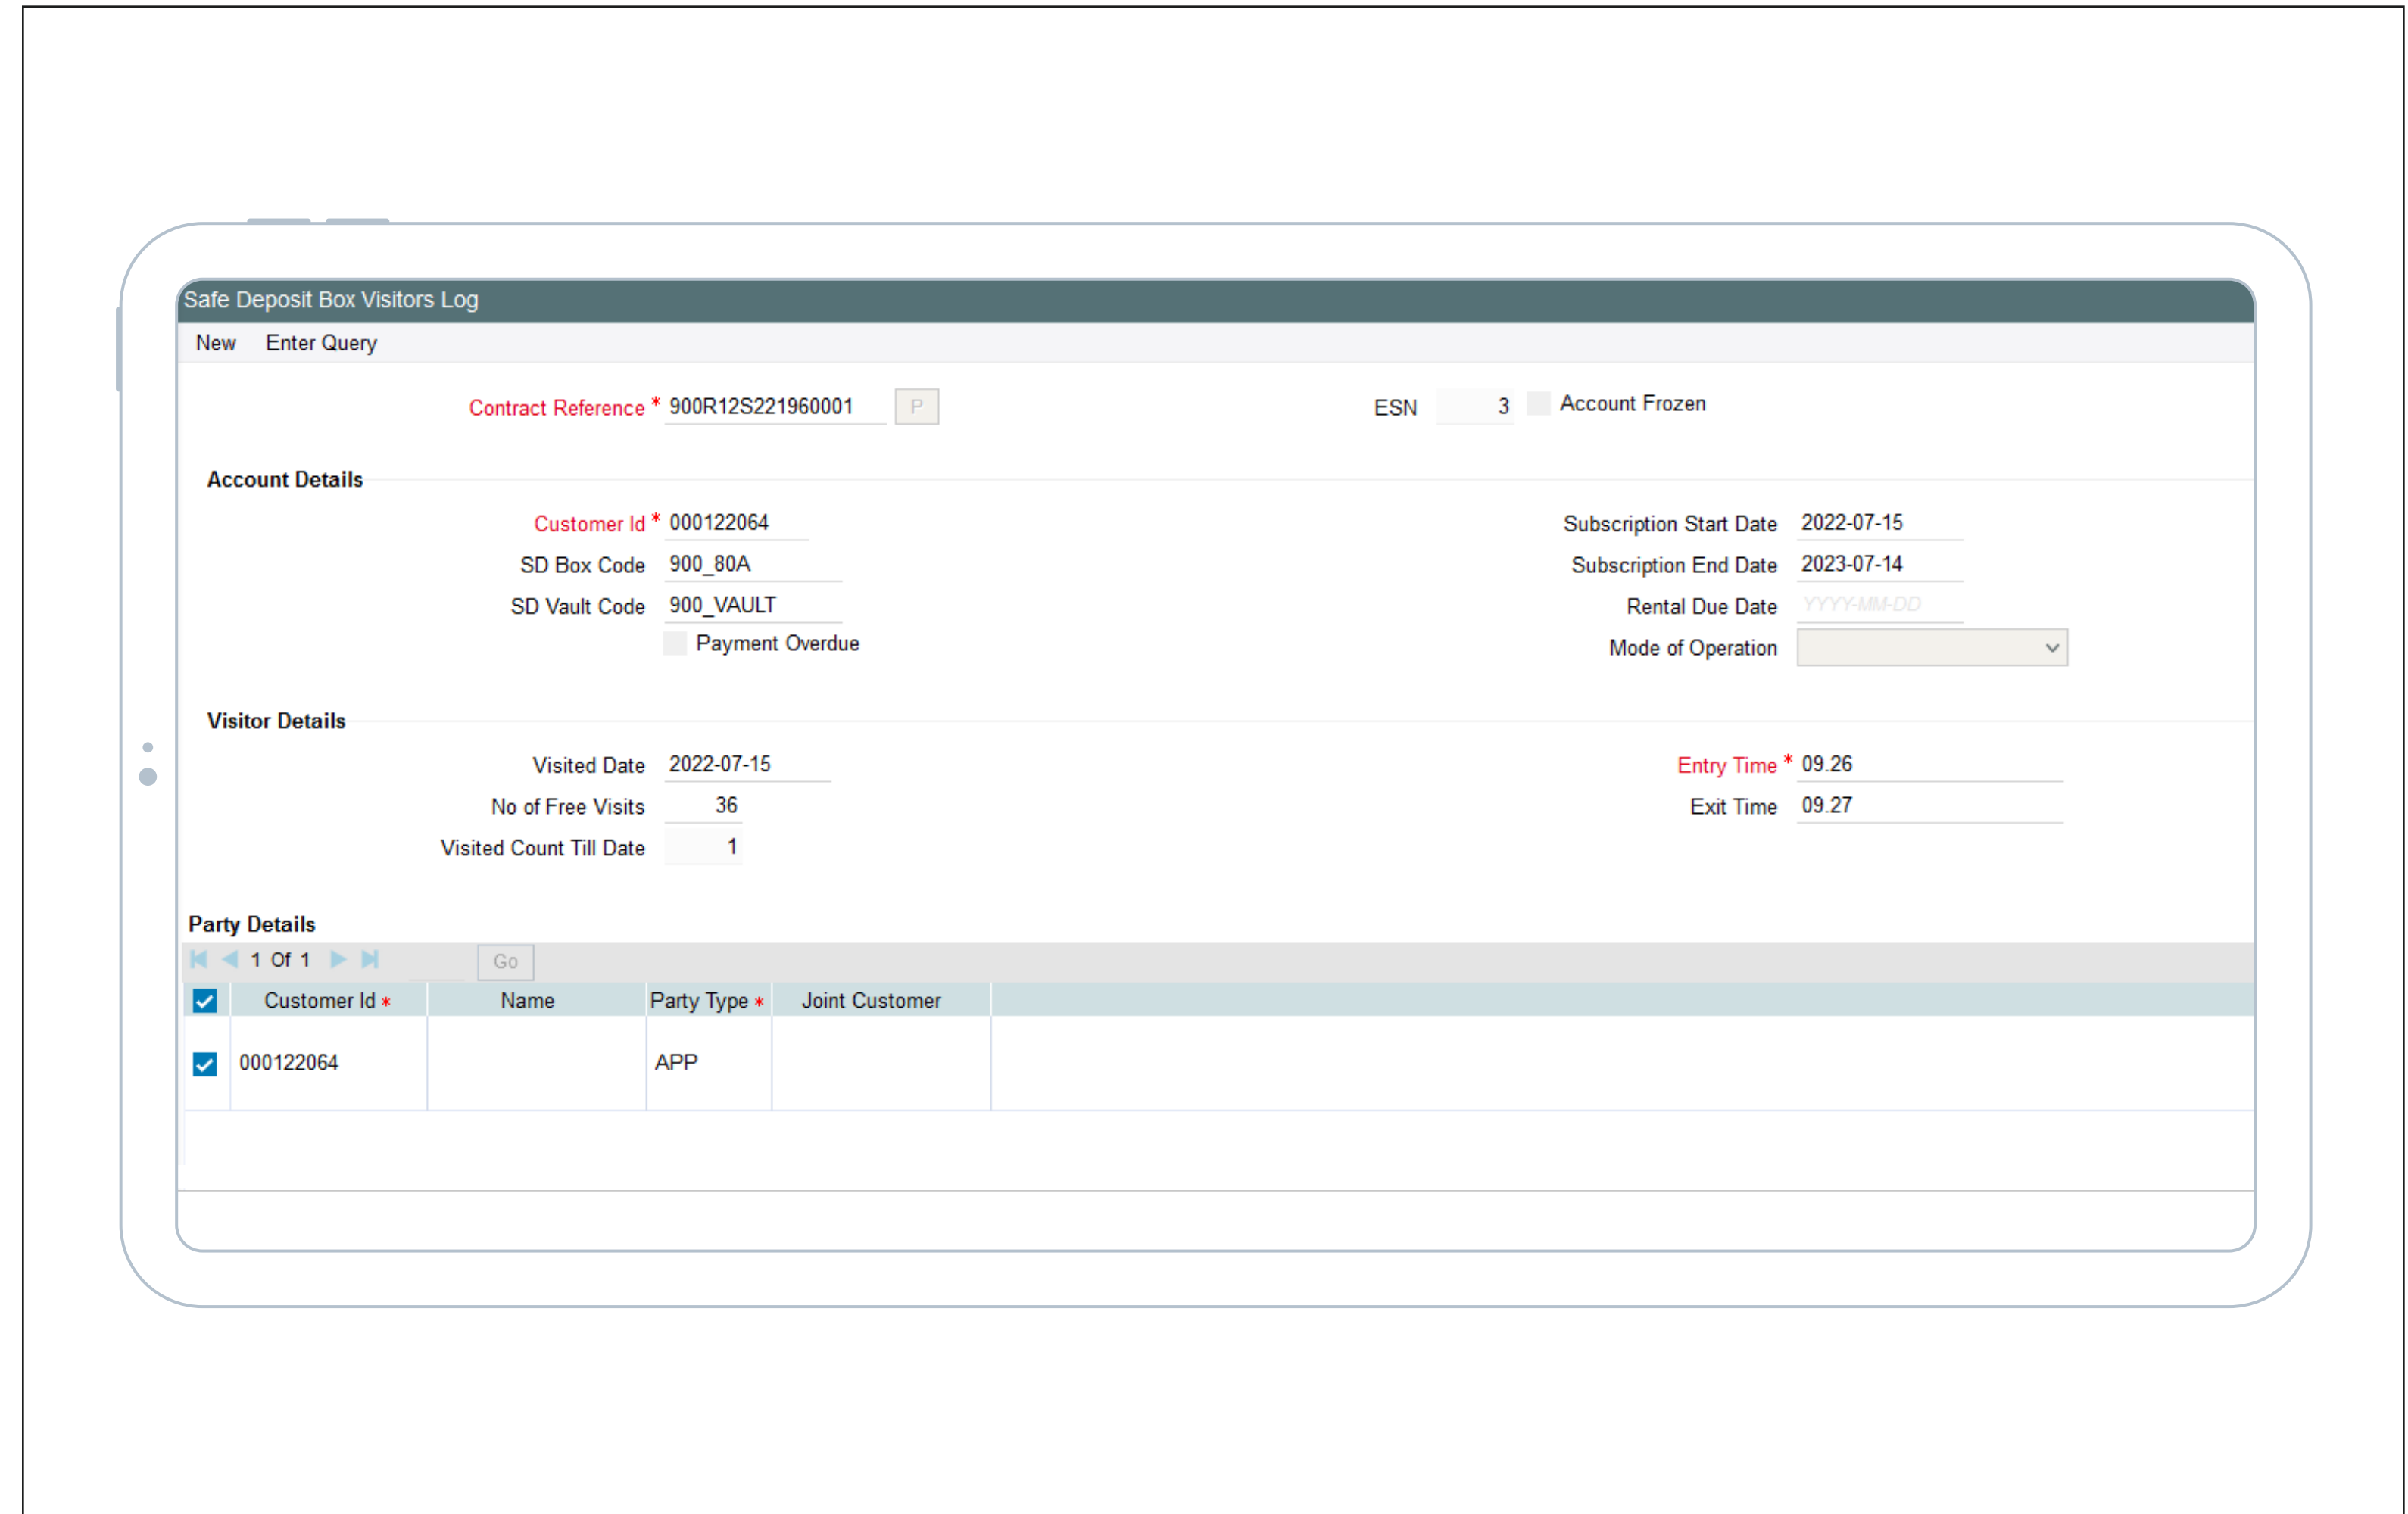 Safe Deposit Box Visitors Log
New Enter Query
Contract Reference * 900R12S221960001 P ESN 3 Account Frozen
Account Details
Customer Id * 000122064 Subscription Start Date 2022-07-15
SD Box Code 900_80A Subscription End Date 2023-07-14
SD Vault Code 900_VAULT Rental Due Date YYYY-MM-DD
Payment Overdue Mode of Operation
Visitor Details
Visited Date 2022-07-15 Entry Time * 09.26
No of Free Visits 36 Exit Time 09.27
Visited Count Till Date 1
Party Details
1 Of 1 Go
Customer Id * Name Party Type * Joint Customer
000122064 APP